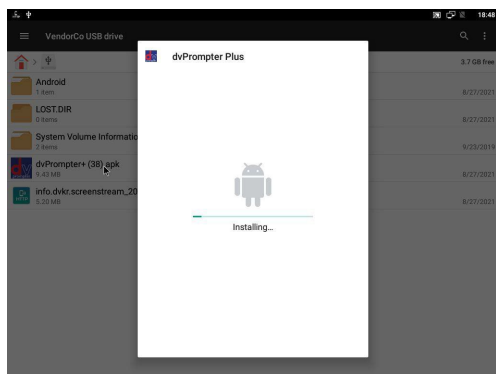 18:48
VendorCo USB drive
dvPrompter Plus
3.7 GB free
Android
1 item
8/27/2021
LOST.DIR
0 items
8/27/2021
System Volume Informatio
2 items
9/23/2019
dvPrompter+ (38).apk
9.43 MB
8/27/2021
info.dvkr.screenstream_20
5.20 MB
8/27/2021
Installing...